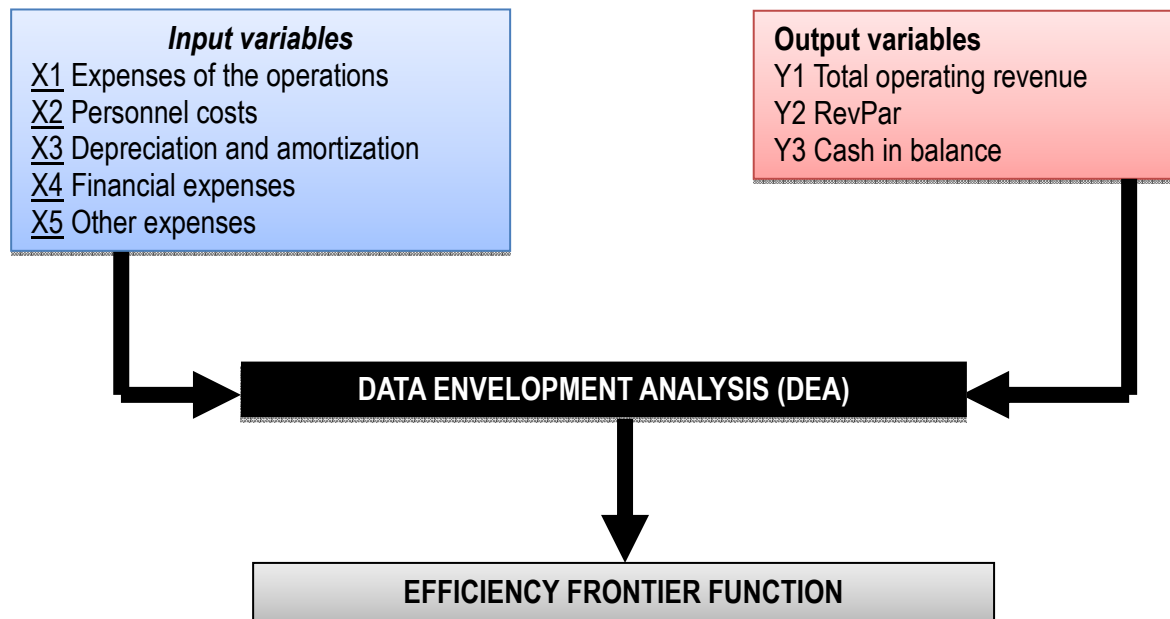 Input variables
X1 Expenses of the operations
X2 Personnel costs
X3 Depreciation and amortization
X4 Financial expenses
X5 Other expenses
Output variables
Y1 Total operating revenue
Y2 RevPar
Y3 Cash in balance
DATA ENVELOPMENT ANALYSIS (DEA)
EFFICIENCY FRONTIER FUNCTION